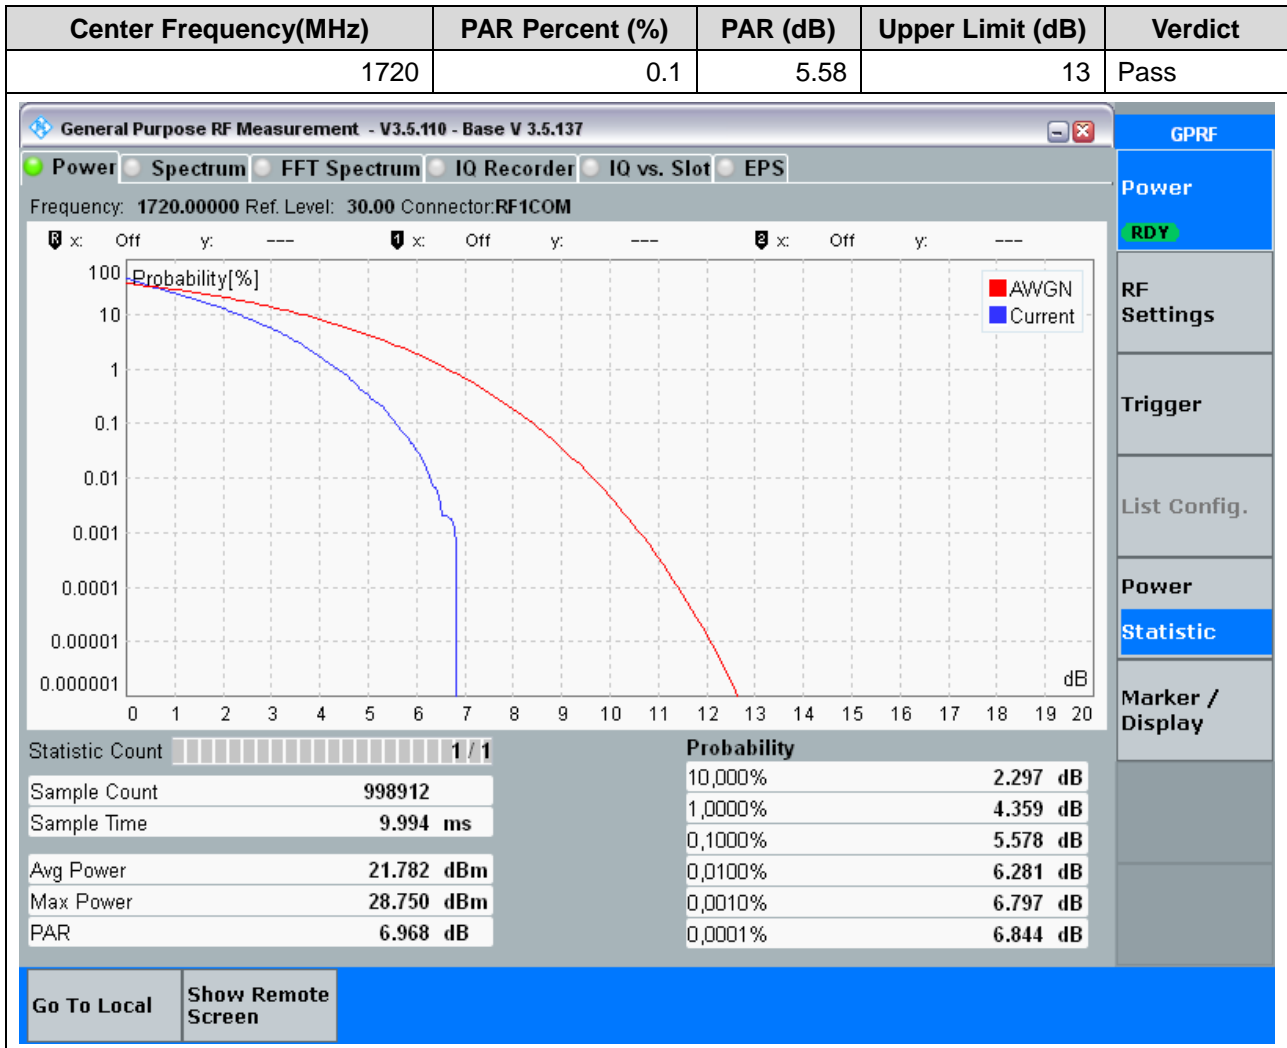 Center Frequency(MHz) PAR Percent (%) PAR (dB) Upper Limit (dB) Verdict
1720 0.1 5.58 13 Pass
General Purpose RF Measurement - V3.5.110 - Base V 3.5.137
GPRF
Power Spectrum FFT Spectrum IQ Recorder IQ vs. Slot EPS
Frequency: 1720.00000 Ref. Level: 30.00 Connector:RF1COM
R x: Off y: --- 1 x: Off y: --- 2 x: Off y: ---
Probability[%]
AWGN
Current
100
10
1
0.1
0.01
0.001
0.0001
0.00001
0.000001
dB
0 1 2 3 4 5 6 7 8 9 10 11 12 13 14 15 16 17 18 19 20
Statistic Count 1 / 1
Sample Count 998912
Sample Time 9.994 ms
Avg Power 21.782 dBm
Max Power 28.750 dBm
PAR 6.968 dB
Probability
10,000% 2.297 dB
1,0000% 4.359 dB
0,1000% 5.578 dB
0,0100% 6.281 dB
0,0010% 6.797 dB
0,0001% 6.844 dB
Power
RDY
RF
Settings
Trigger
List Config.
Power
Statistic
Marker /
Display
Go To Local
Show Remote
Screen